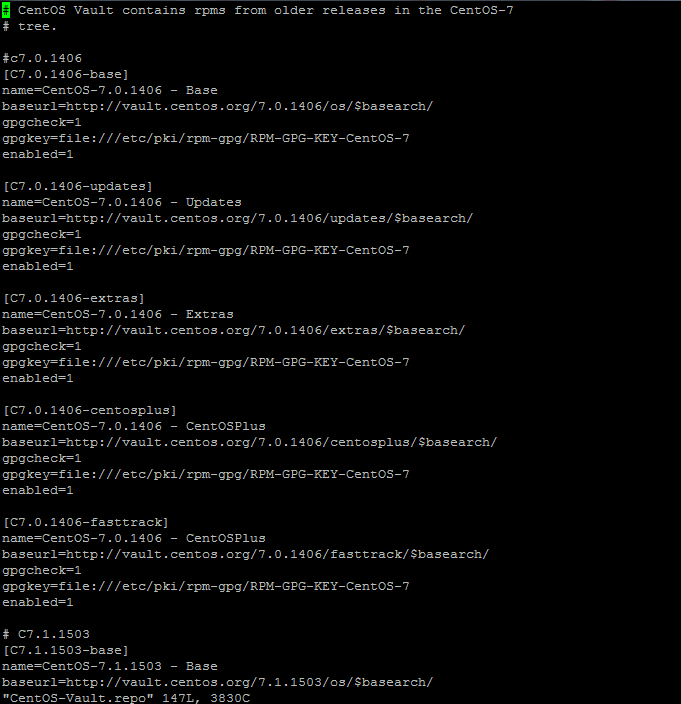 # CentOS Vault contains rpms from older releases in the CentOS-7
# tree.

#c7.0.1406
[C7.0.1406-base]
name=CentOS-7.0.1406 - Base
baseurl=http://vault.centos.org/7.0.1406/os/$basearch/
gpgcheck=1
gpgkey=file:///etc/pki/rpm-gpg/RPM-GPG-KEY-CentOS-7
enabled=1

[C7.0.1406-updates]
name=CentOS-7.0.1406 - Updates
baseurl=http://vault.centos.org/7.0.1406/updates/$basearch/
gpgcheck=1
gpgkey=file:///etc/pki/rpm-gpg/RPM-GPG-KEY-CentOS-7
enabled=1

[C7.0.1406-extras]
name=CentOS-7.0.1406 - Extras
baseurl=http://vault.centos.org/7.0.1406/extras/$basearch/
gpgcheck=1
gpgkey=file:///etc/pki/rpm-gpg/RPM-GPG-KEY-CentOS-7
enabled=1

[C7.0.1406-centosplus]
name=CentOS-7.0.1406 - CentOSPlus
baseurl=http://vault.centos.org/7.0.1406/centosplus/$basearch/
gpgcheck=1
gpgkey=file:///etc/pki/rpm-gpg/RPM-GPG-KEY-CentOS-7
enabled=1

[C7.0.1406-fasttrack]
name=CentOS-7.0.1406 - CentOSPlus
baseurl=http://vault.centos.org/7.0.1406/fasttrack/$basearch/
gpgcheck=1
gpgkey=file:///etc/pki/rpm-gpg/RPM-GPG-KEY-CentOS-7
enabled=1

# C7.1.1503
[C7.1.1503-base]
name=CentOS-7.1.1503 - Base
baseurl=http://vault.centos.org/7.1.1503/os/$basearch/
"CentOS-Vault.repo" 147L, 3830C